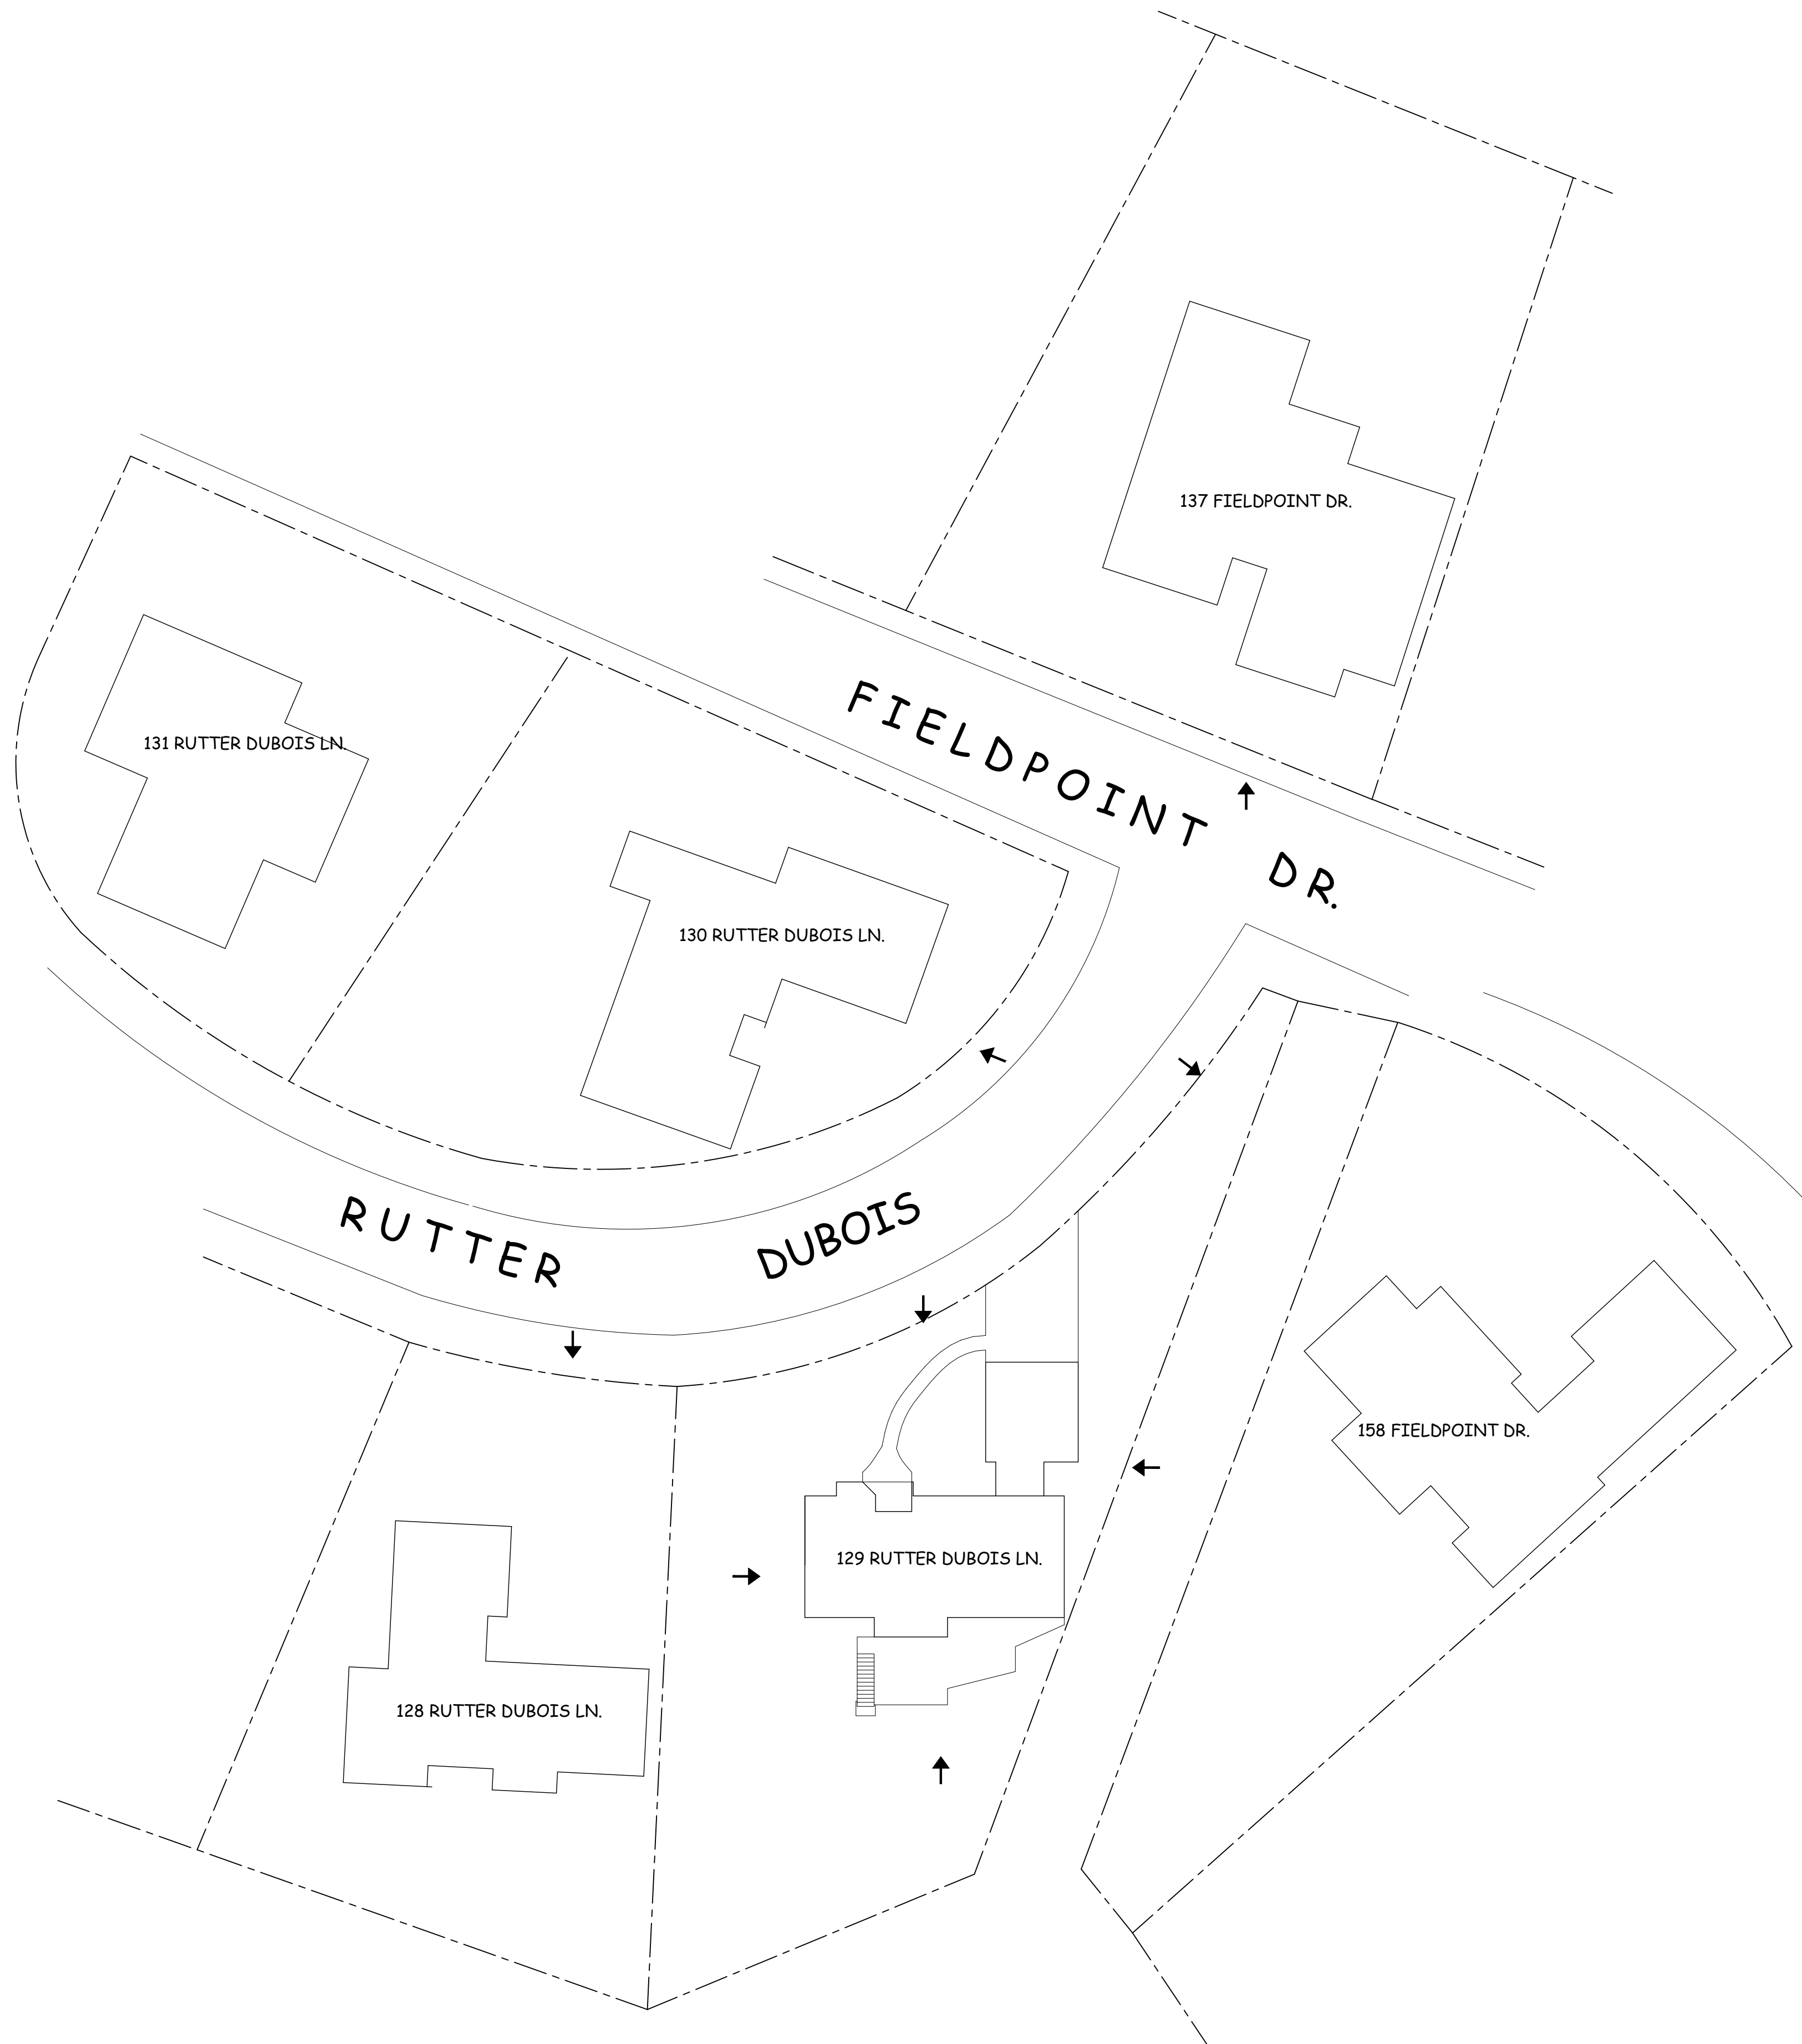 137 FIELDPOINT DR.
FIELDPOINT DR.
131 RUTTER DUBOIS LN.
130 RUTTER DUBOIS LN.
RUTTER DUBOIS
158 FIELDPOINT DR.
129 RUTTER DUBOIS LN.
128 RUTTER DUBOIS LN.